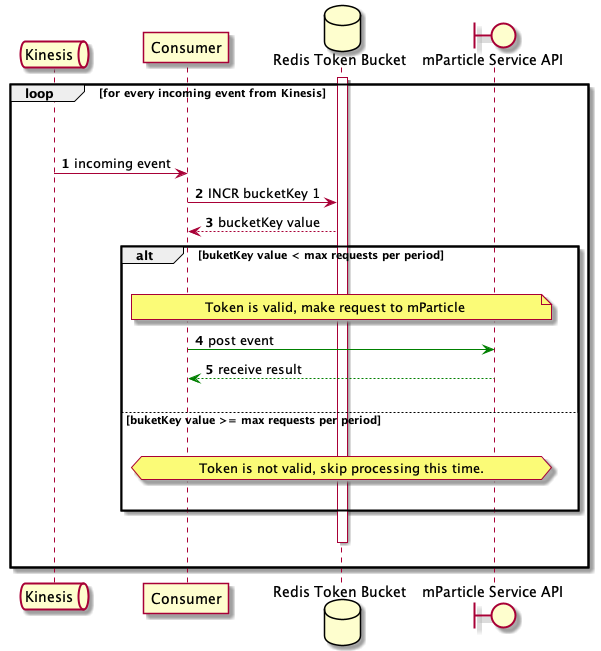 Kinesis
Consumer
Redis Token Bucket
mParticle Service API
loop [for every incoming event from Kinesis]
1 incoming event
2 INCR bucketKey 1
3 bucketKey value
alt [buketKey value < max requests per period]
Token is valid, make request to mParticle
4 post event
5 receive result
[buketKey value >= max requests per period]
Token is not valid, skip processing this time.
Kinesis
Consumer
Redis Token Bucket
mParticle Service API